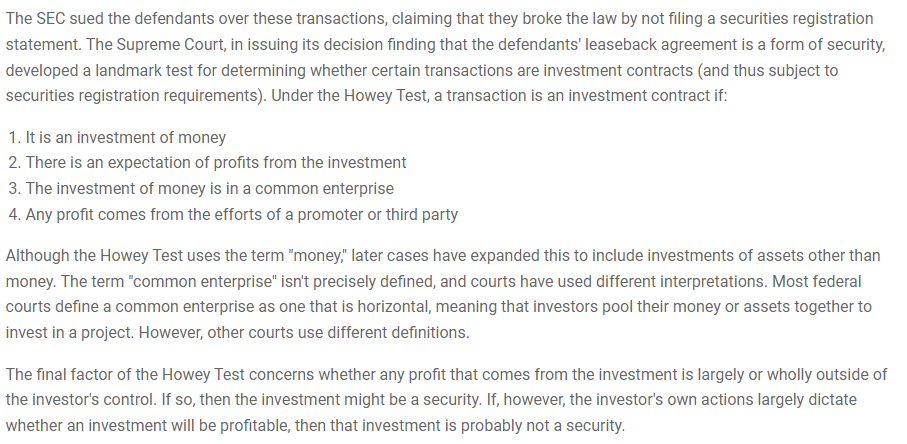 The SEC sued the defendants over these transactions, claiming that they broke the law by not filing a securities registration
statement. The Supreme Court, in issuing its decision finding that the defendants' leaseback agreement is a form of security,
developed a landmark test for determining whether certain transactions are investment contracts (and thus subject to
securities registration requirements). Under the Howey Test, a transaction is an investment contract if:
1. It is an investment of money
2. There is an expectation of profits from the investment
3. The investment of money is in a common enterprise
4. Any profit comes from the efforts of a promoter or third party
Although the Howey Test uses the term "money," later cases have expanded this to include investments of assets other than
money. The term "common enterprise" isn't precisely defined, and courts have used different interpretations. Most federal
courts define a common enterprise as one that is horizontal, meaning that investors pool their money or assets together to
invest in a project. However, other courts use different definitions.
The final factor of the Howey Test concerns whether any profit that comes from the investment is largely or wholly outside of
the investor's control. If so, then the investment might be a security. If, however, the investor's own actions largely dictate
whether an investment will be profitable, then that investment is probably not a security.